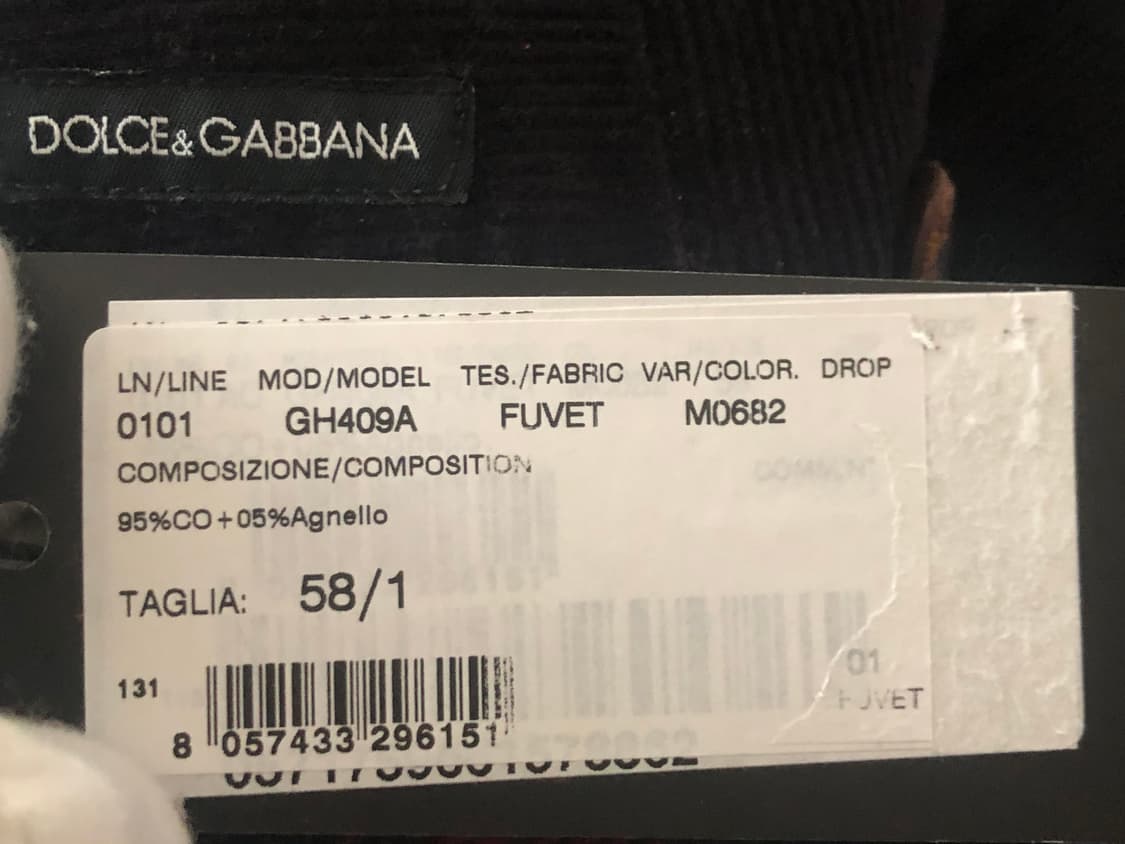 DOLCE&GABBANA
LN/LINE MOD/MODEL TES./FABRIC VAR/COLOR. DROP
0101 GH409A FUVET M0682
COMPOSIZIONE/COMPOSITION
95%CO+05%Agnello
TAGLIA: 58/1
01
131
FUVET
8 057433 296151